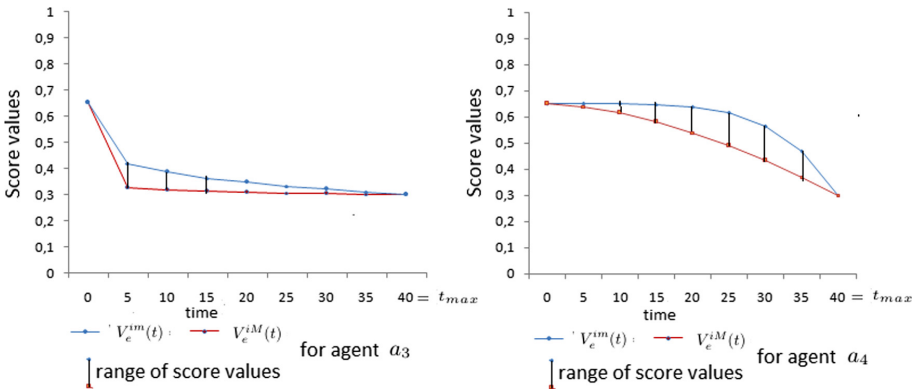 1
0,9
0,8
0,7
0,6
0,5
0,4
0,3
0,2
0,1
0
Score values
0 5 10 15 20 25 30 35 40 = t_max
time
V_e^{im}(t) : V_e^{iM}(t)
for agent a_3
range of score values
1
0,9
0,8
0,7
0,6
0,5
0,4
0,3
0,2
0,1
0
Score values
0 5 10 15 20 25 30 35 40 = t_max
time
V_e^{im}(t) : V_e^{iM}(t)
for agent a_4
range of score values